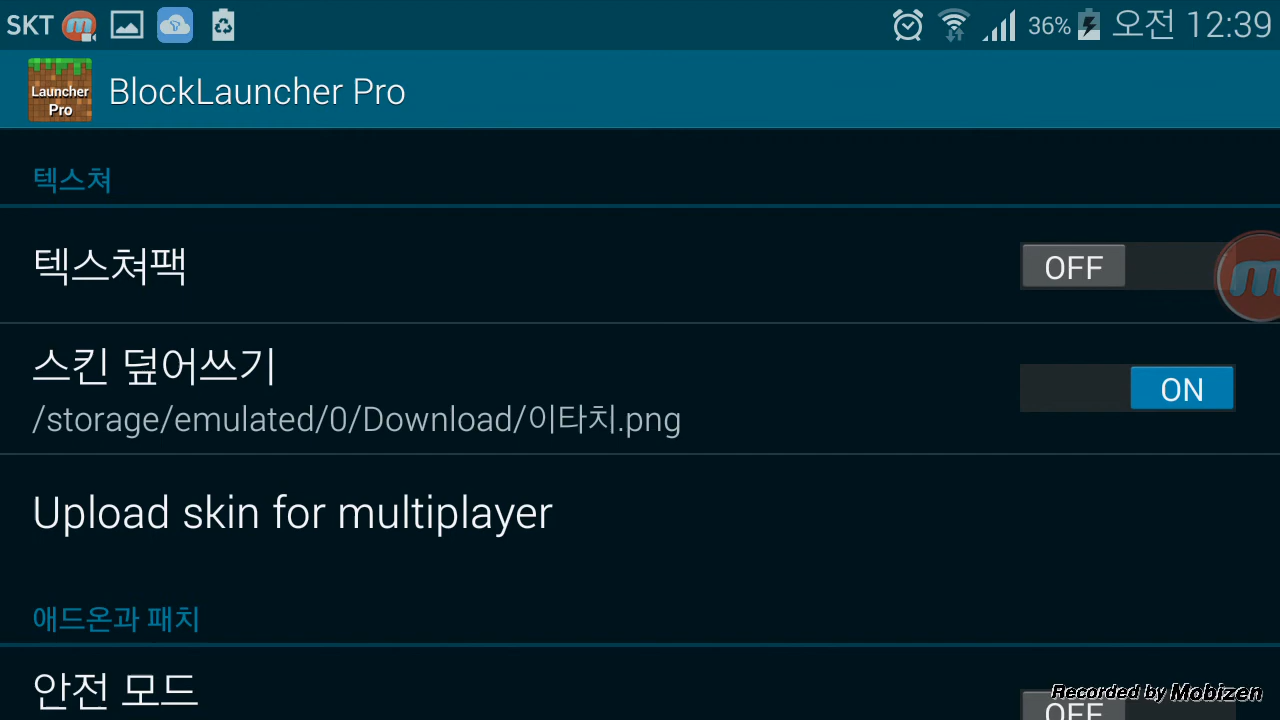 SKT 36% 오전 12:39
Launcher Pro
BlockLauncher Pro
텍스쳐
텍스쳐팩
OFF
스킨 덮어쓰기
ON
/storage/emulated/0/Download/이타치.png
Upload skin for multiplayer
애드온과 패치
안전 모드
OFF
Recorded by Mobizen